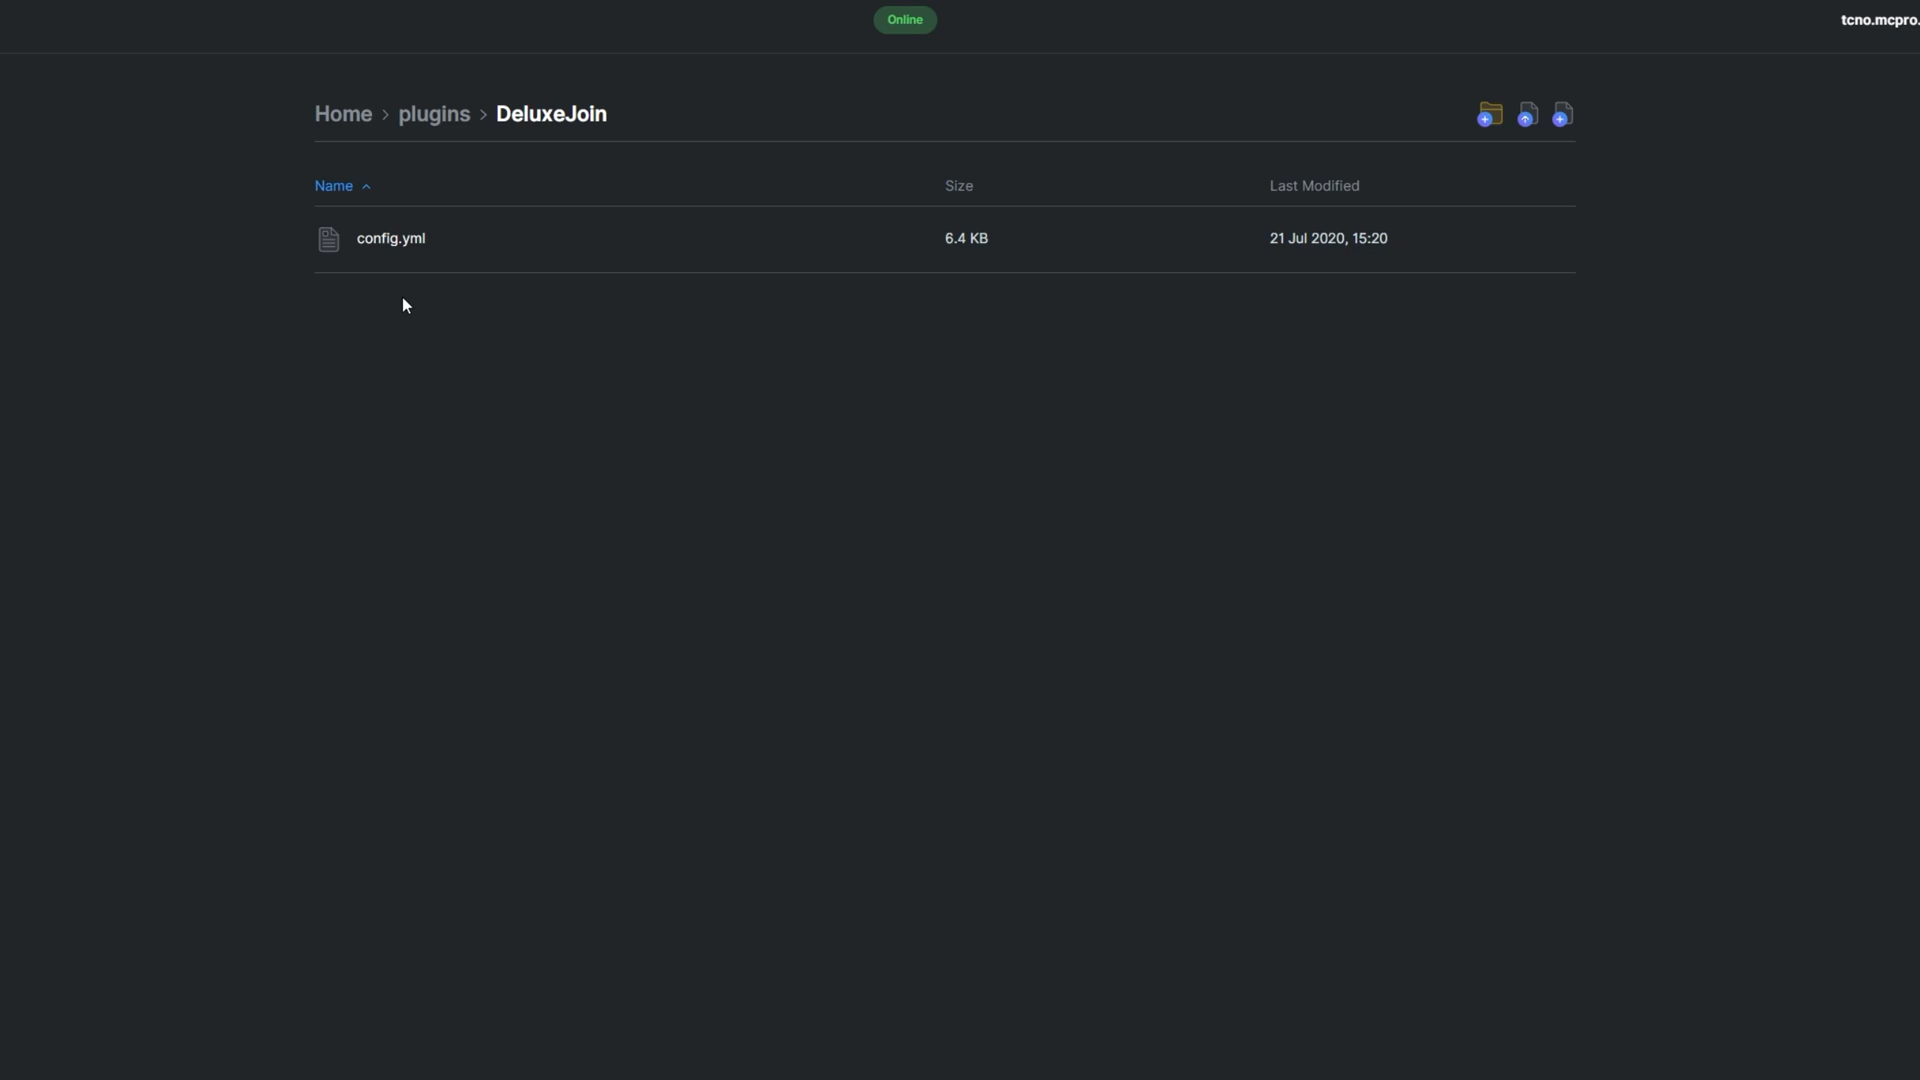 Online
tcno.mcpro.
Home > plugins > DeluxeJoin
Name Size Last Modified
config.yml 6.4 KB 21 Jul 2020, 15:20